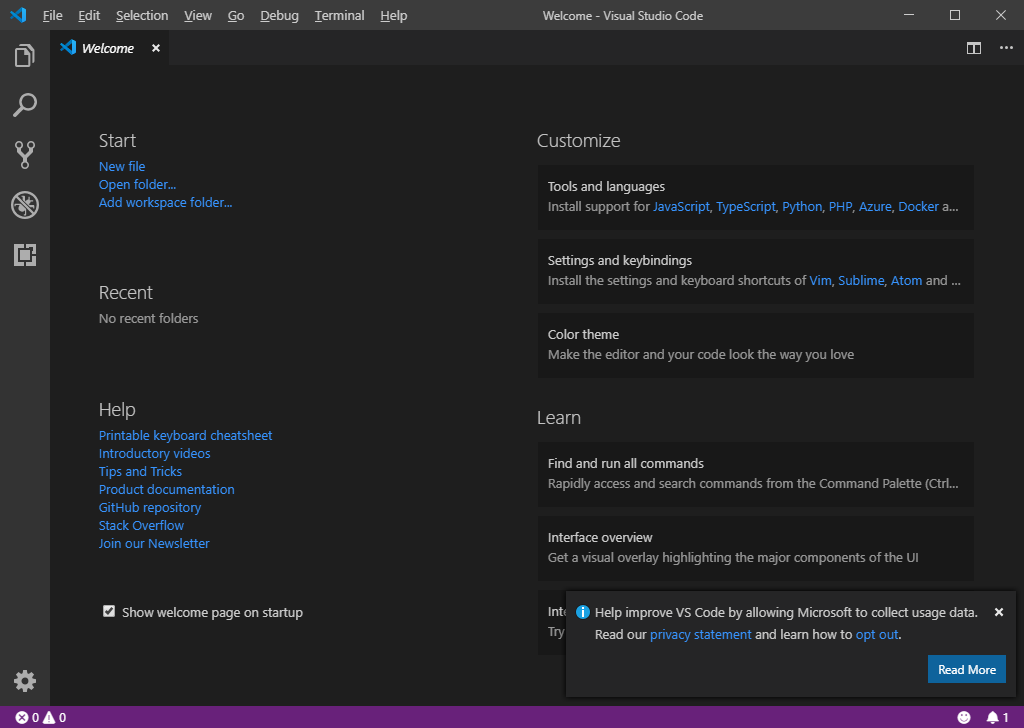 File Edit Selection View Go Debug Terminal Help Welcome - Visual Studio Code
Welcome
Start
New file
Open folder...
Add workspace folder...
Recent
No recent folders
Help
Printable keyboard cheatsheet
Introductory videos
Tips and Tricks
Product documentation
GitHub repository
Stack Overflow
Join our Newsletter
Show welcome page on startup
Customize
Tools and languages
Install support for JavaScript, TypeScript, Python, PHP, Azure, Docker a...
Settings and keybindings
Install the settings and keyboard shortcuts of Vim, Sublime, Atom and ...
Color theme
Make the editor and your code look the way you love
Learn
Find and run all commands
Rapidly access and search commands from the Command Palette (Ctrl...
Interface overview
Get a visual overlay highlighting the major components of the UI
Try
Help improve VS Code by allowing Microsoft to collect usage data.
Read our privacy statement and learn how to opt out.
Read More
0 0
1